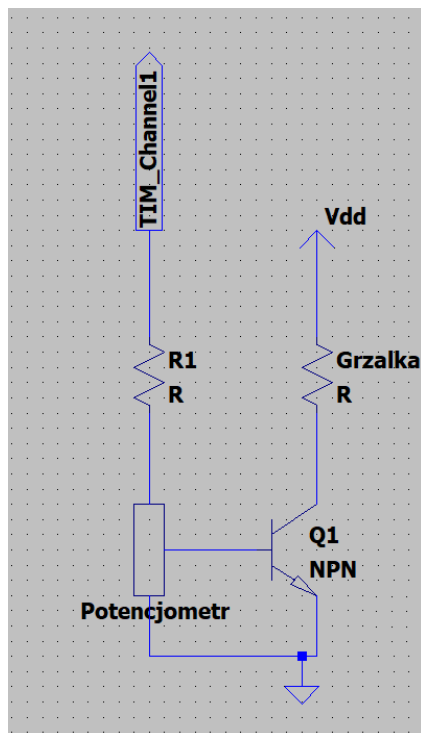 TIM_Channel1
Vdd
R1
R
Grzalka
R
Q1
NPN
Potencjometr